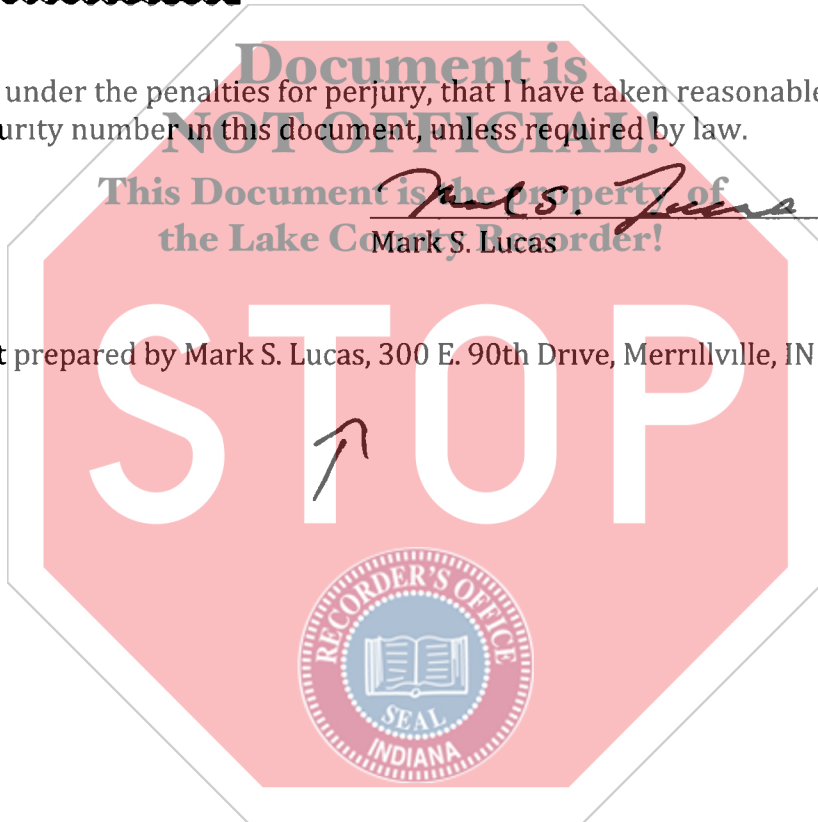 Document is
under the penalties for perjury, that I have taken reasonable
urity number in this document, unless required by law.
NOT OFFICIAL!
This Document is the property of
the Lake County Recorder!
Mark S. Lucas
Mark S. Lucas
t prepared by Mark S. Lucas, 300 E. 90th Drive, Merrillville, IN
STOP
RECORDER'S OFFICE
SEAL
INDIANA